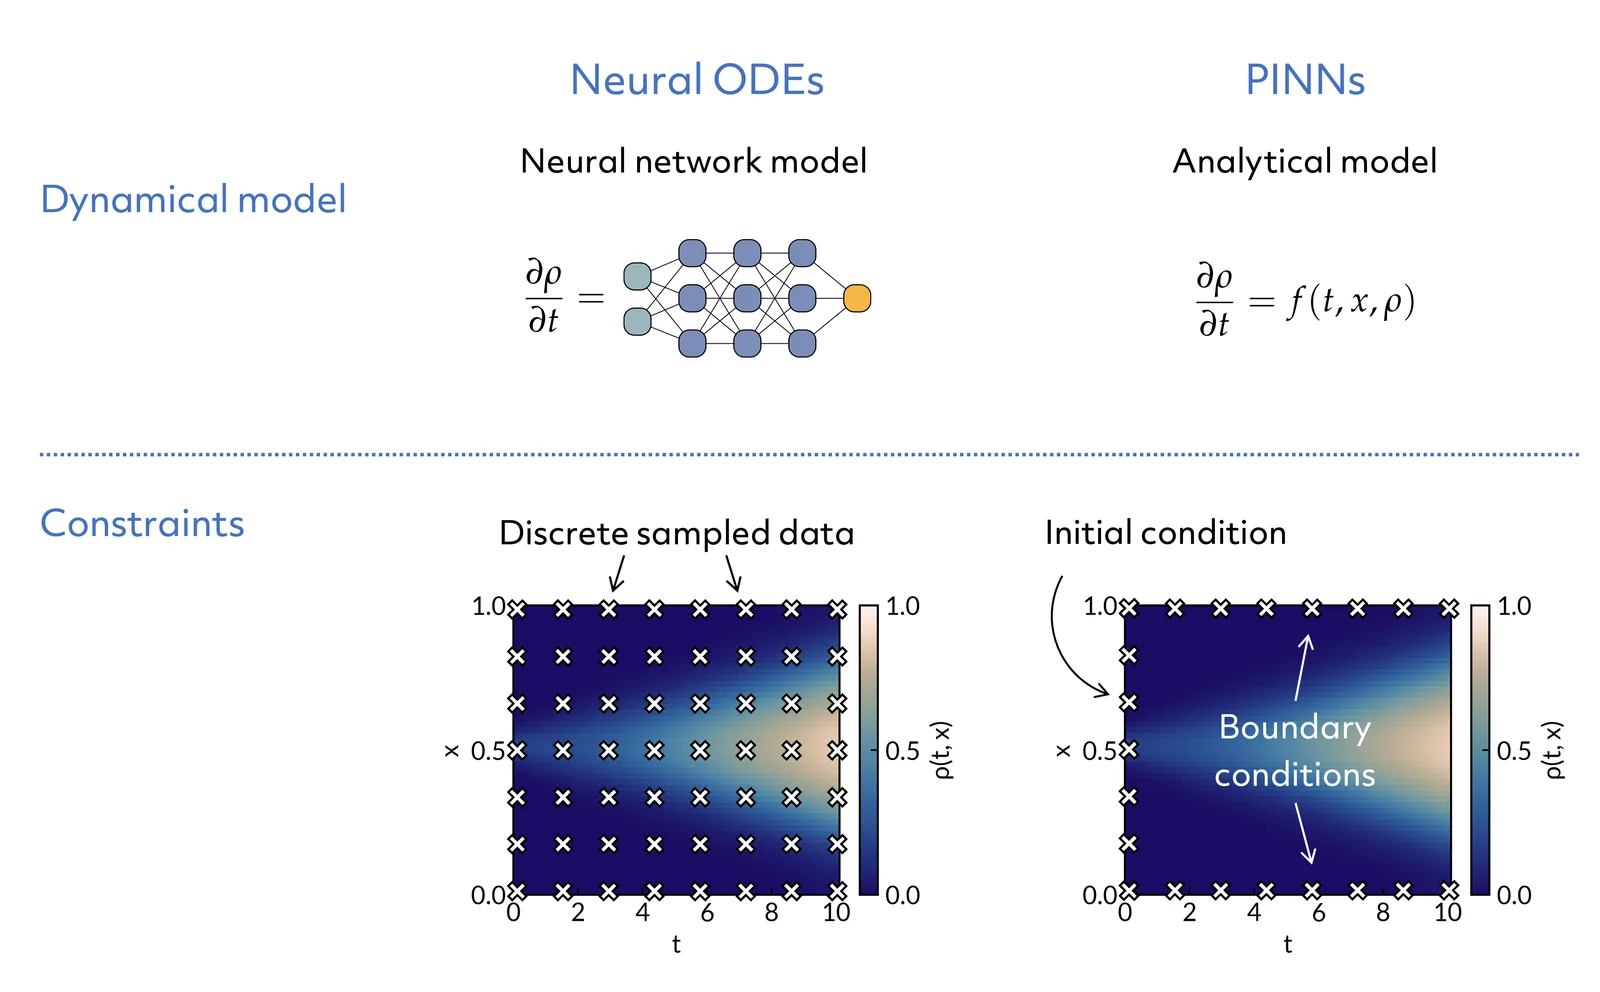 Neural ODEs
PINNs
Dynamical model
Neural network model
Analytical model
∂ρ/∂t =
∂ρ/∂t = f(t, x, ρ)
Constraints
Discrete sampled data
Initial condition
1.0
0.5
0.0
x
0 2 4 6 8 10
t
1.0
0.5
0.0
ρ(t, x)
1.0
0.5
0.0
x
Boundary
conditions
0 2 4 6 8 10
t
1.0
0.5
0.0
ρ(t, x)